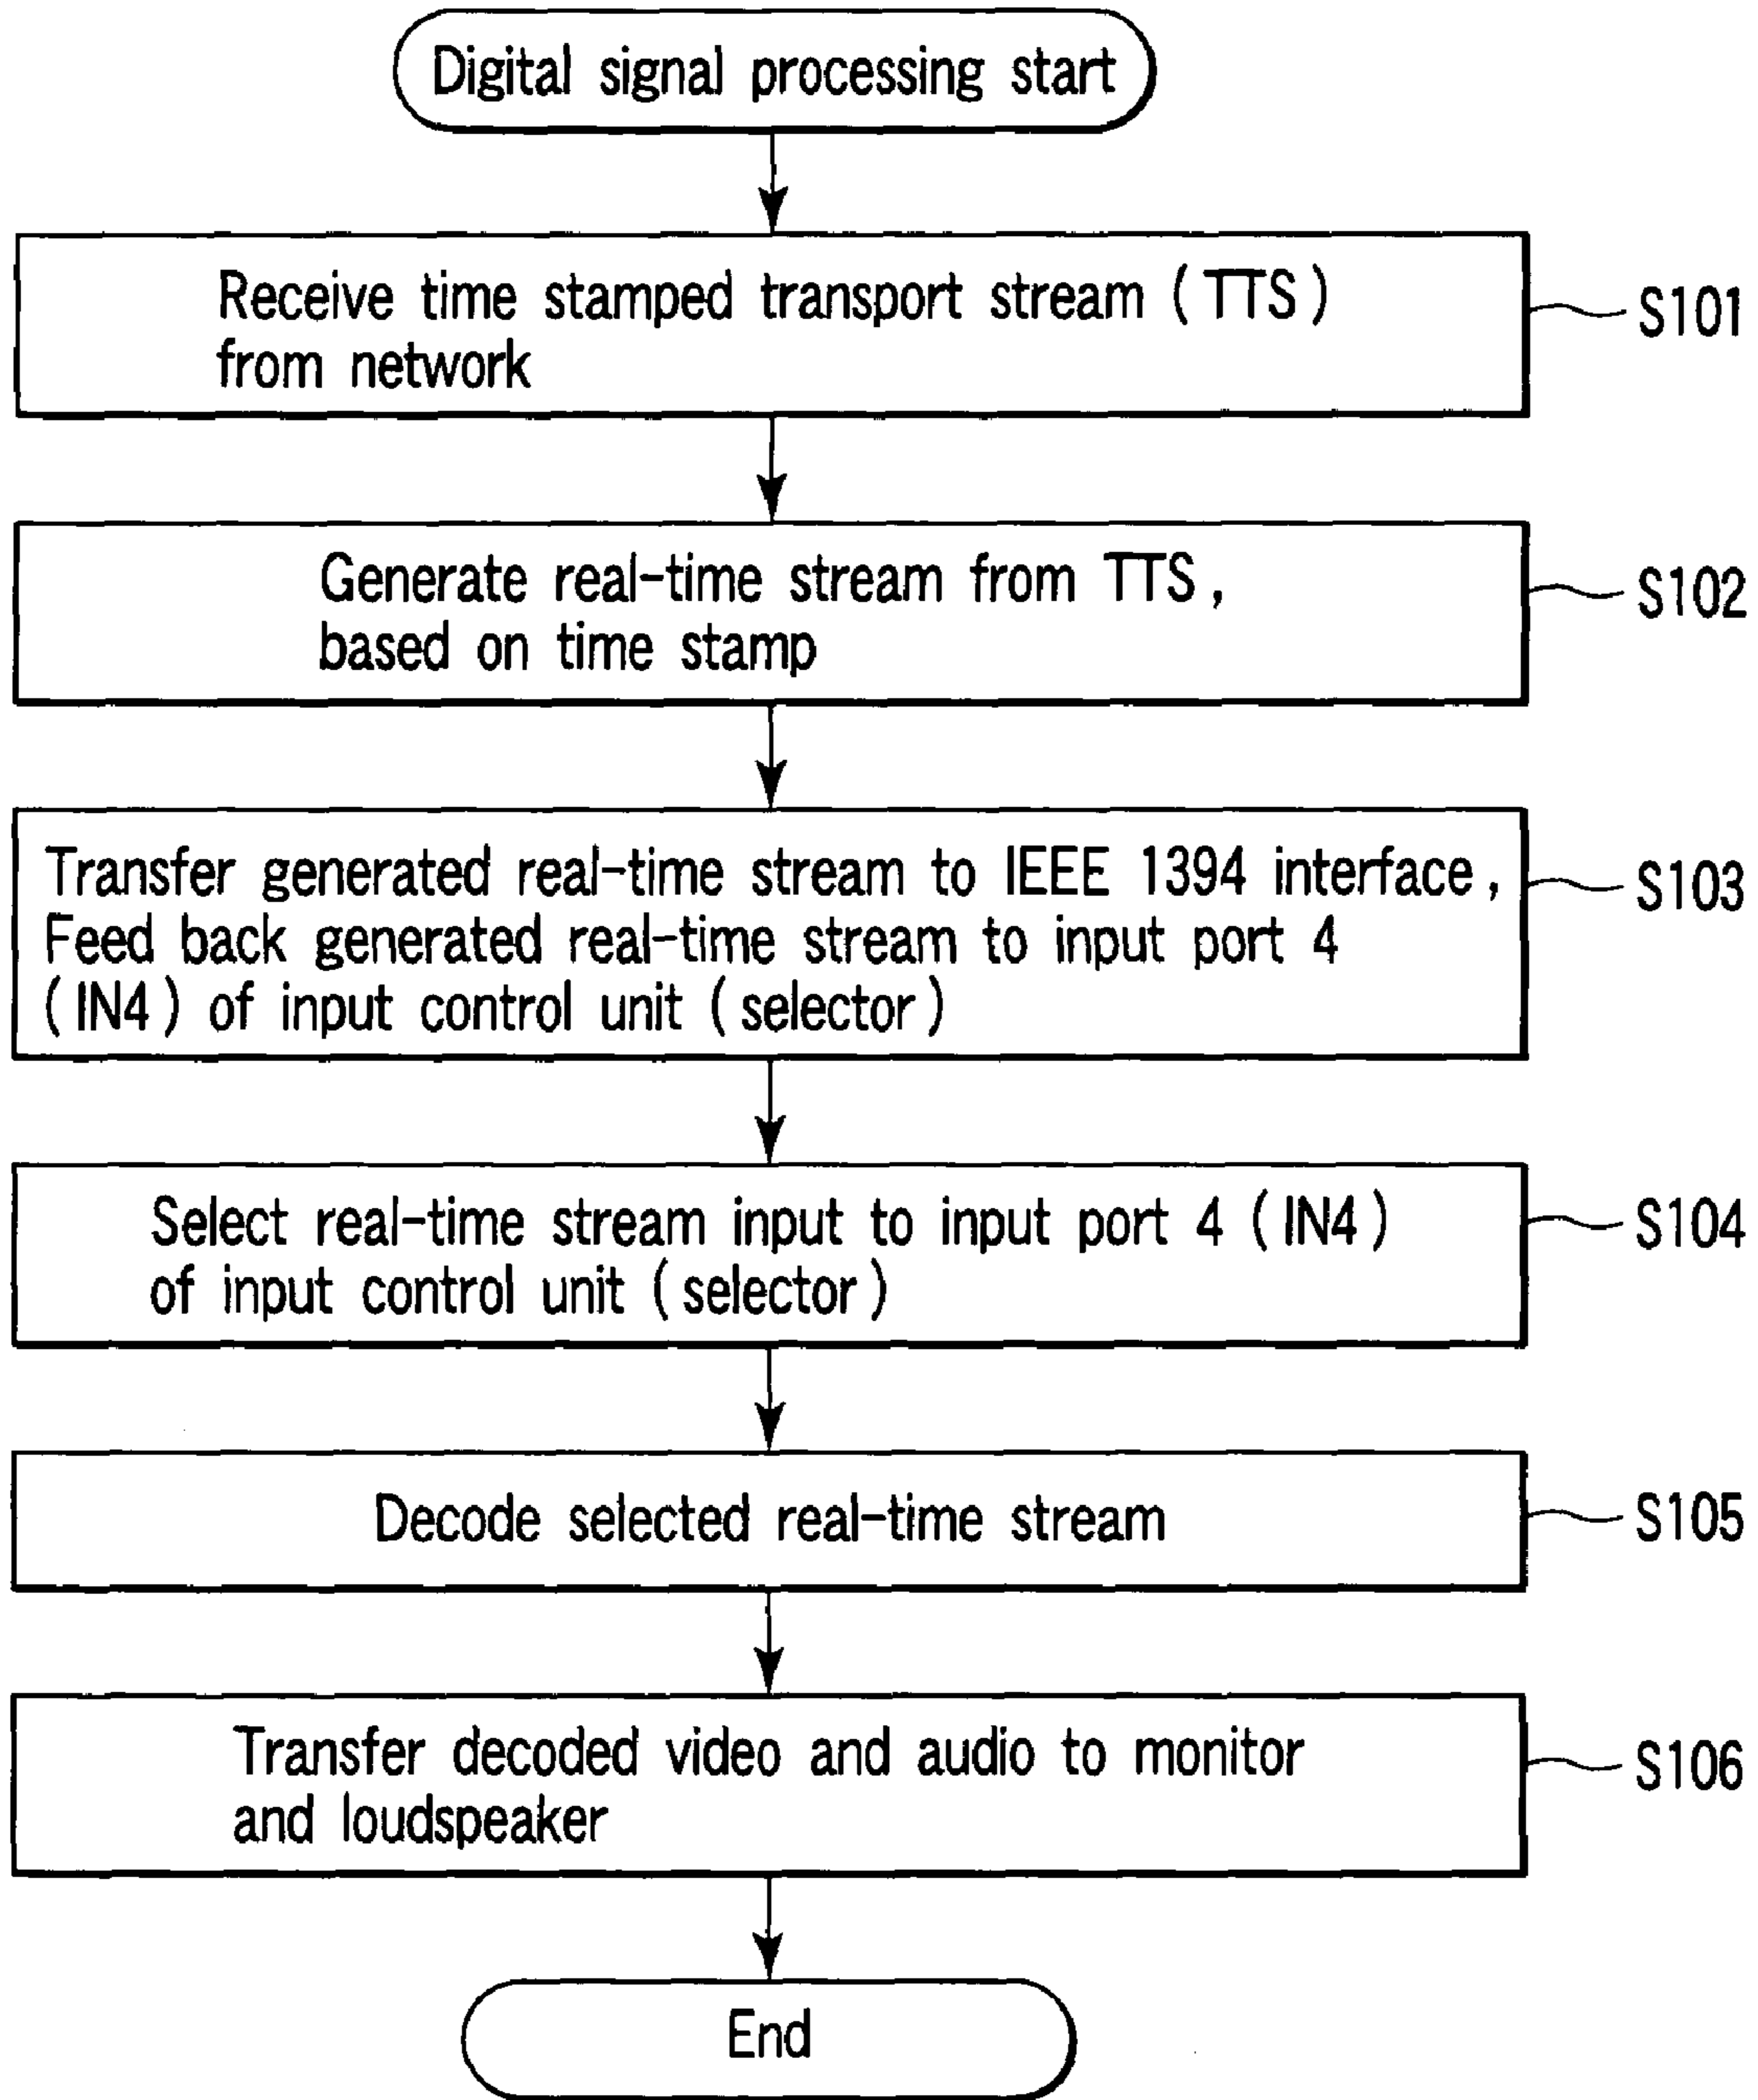 Digital signal processing start
Receive time stamped transport stream (TTS)
from network
S101
Generate real-time stream from TTS,
based on time stamp
S102
Transfer generated real-time stream to IEEE 1394 interface,
Feed back generated real-time stream to input port 4
(IN4) of input control unit (selector)
S103
Select real-time stream input to input port 4 (IN4)
of input control unit (selector)
S104
Decode selected real-time stream
S105
Transfer decoded video and audio to monitor
and loudspeaker
S106
End